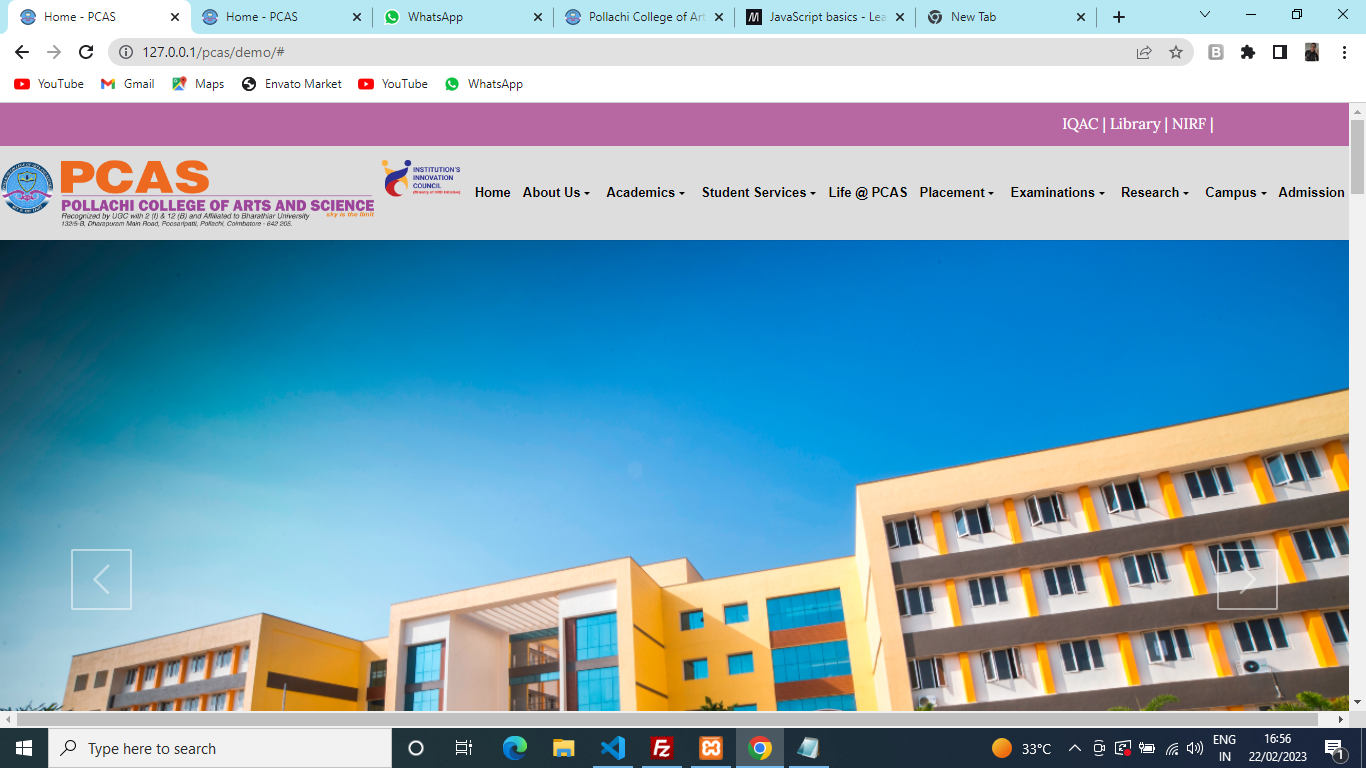 Home - PCAS
Home - PCAS
WhatsApp
Pollachi College of Art
JavaScript basics - Lea
New Tab
127.0.0.1/pcas/demo/#
YouTube
Gmail
Maps
Envato Market
YouTube
WhatsApp
IQAC | Library | NIRF |
PCAS
POLLACHI COLLEGE OF ARTS AND SCIENCE
sky is the limit
Recognized by UGC with 2 (f) & 12 (B) and Affiliated to Bharathiar University
132/5-B, Dharapuram Main Road, Poosaripatti, Pollachi, Coimbatore - 642 205.
INSTITUTION'S
INNOVATION
COUNCIL
Home About Us Academics Student Services Life @ PCAS Placement Examinations Research Campus Admission
Type here to search
33°C
ENG
IN
16:56
22/02/2023
1